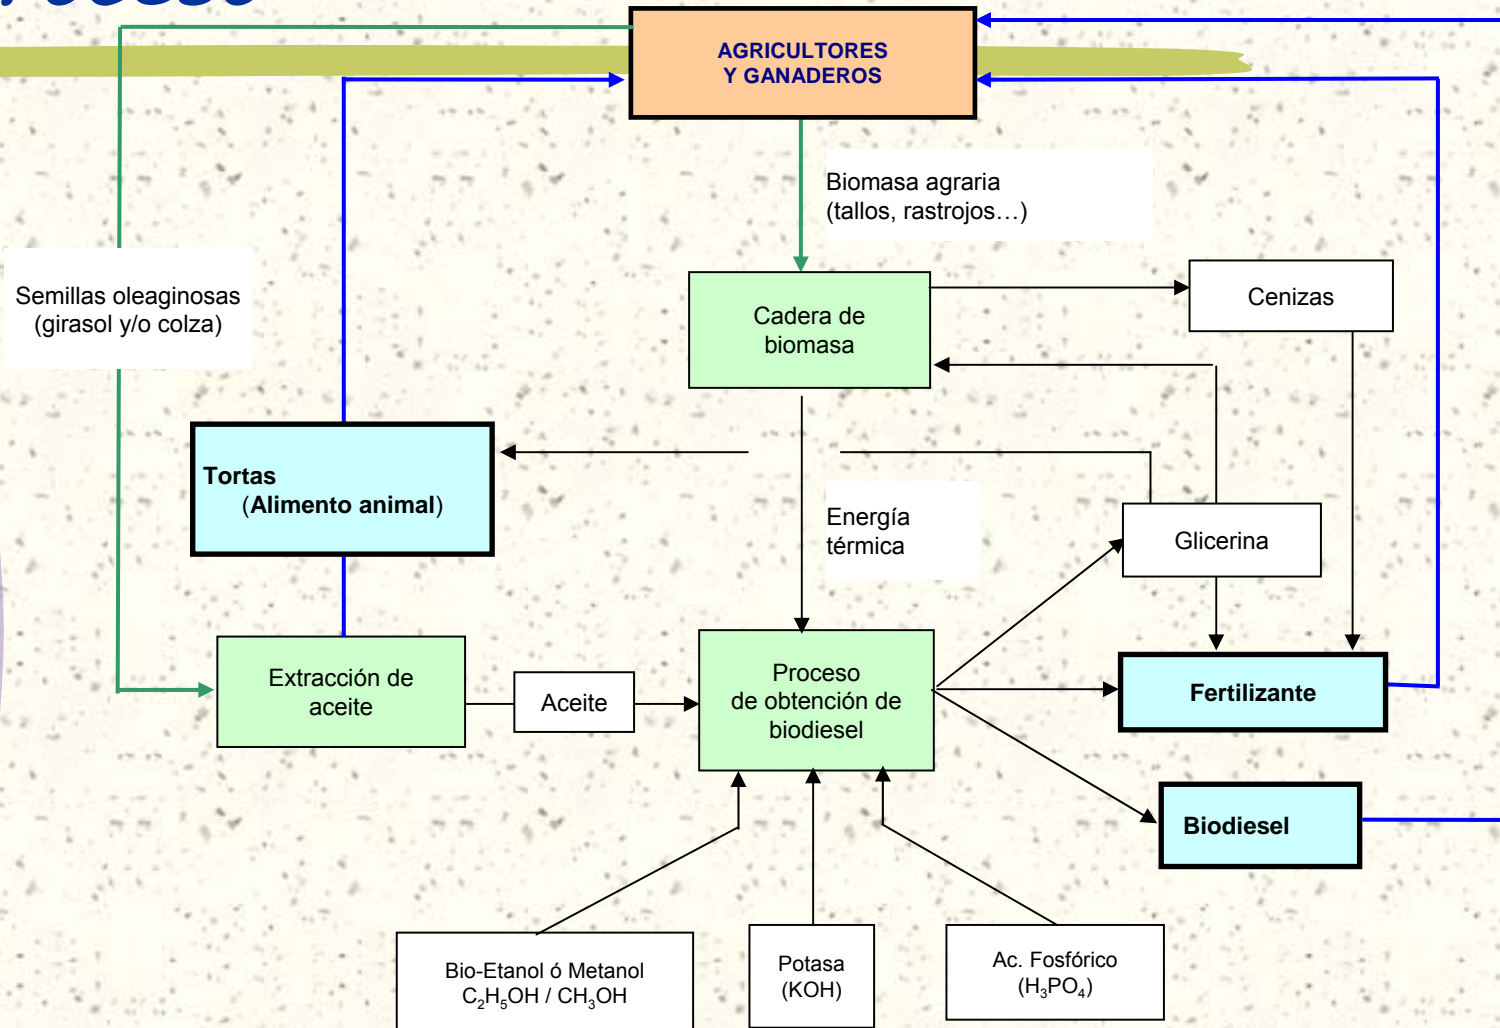 AGRICULTORES
Y GANADEROS
Biomasa agraria
(tallos, rastrojos…)
Semillas oleaginosas
(girasol y/o colza)
Cadera de
biomasa
Cenizas
Tortas
(Alimento animal)
Energía
térmica
Glicerina
Extracción de
aceite
Aceite
Proceso
de obtención de
biodiesel
Fertilizante
Biodiesel
Bio-Etanol ó Metanol
C₂H₅OH / CH₃OH
Potasa
(KOH)
Ac. Fosfórico
(H₃PO₄)